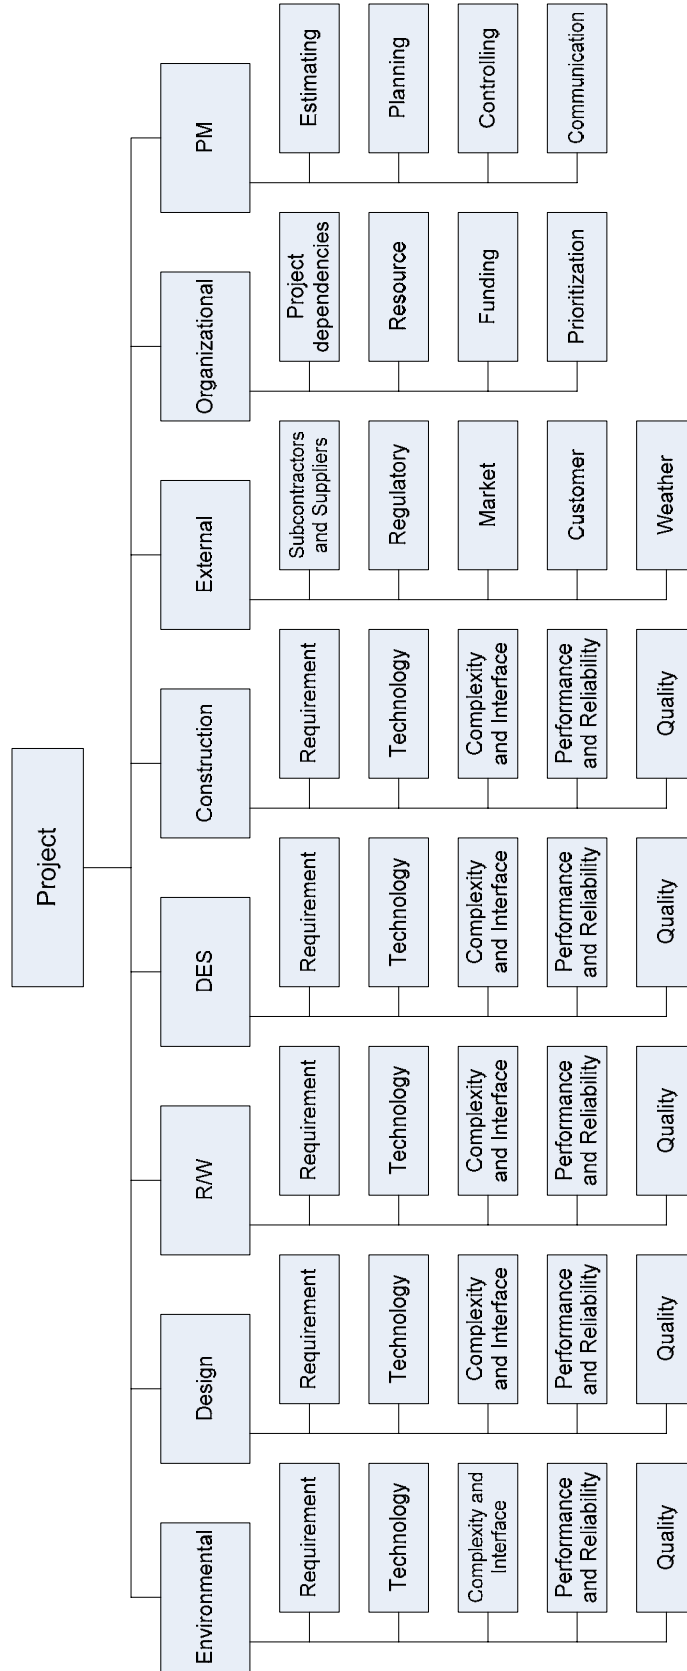 Project
Environmental
Requirement
Technology
Complexity and
Interface
Performance
and Reliability
Quality
Design
Requirement
Technology
Complexity
and Interface
Performance
and Reliability
Quality
R/W
Requirement
Technology
Complexity
and Interface
Performance
and Reliability
Quality
DES
Requirement
Technology
Complexity
and Interface
Performance
and Reliability
Quality
Construction
Requirement
Technology
Complexity
and Interface
Performance
and Reliability
Quality
External
Subcontractors
and Suppliers
Regulatory
Market
Customer
Weather
Organizational
Project
dependencies
Resource
Funding
Prioritization
PM
Estimating
Planning
Controlling
Communication